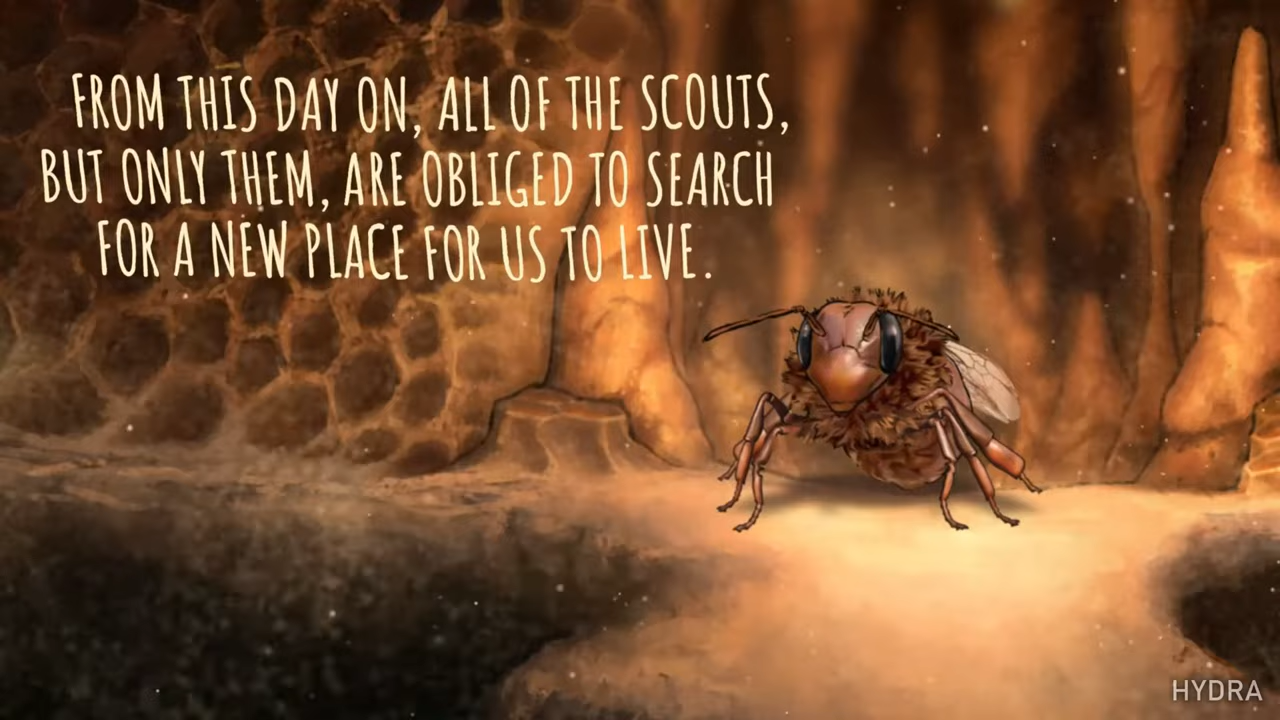 FROM THIS DAY ON, ALL OF THE SCOUTS,
BUT ONLY THEM, ARE OBLIGED TO SEARCH
FOR A NEW PLACE FOR US TO LIVE.
HYDRA